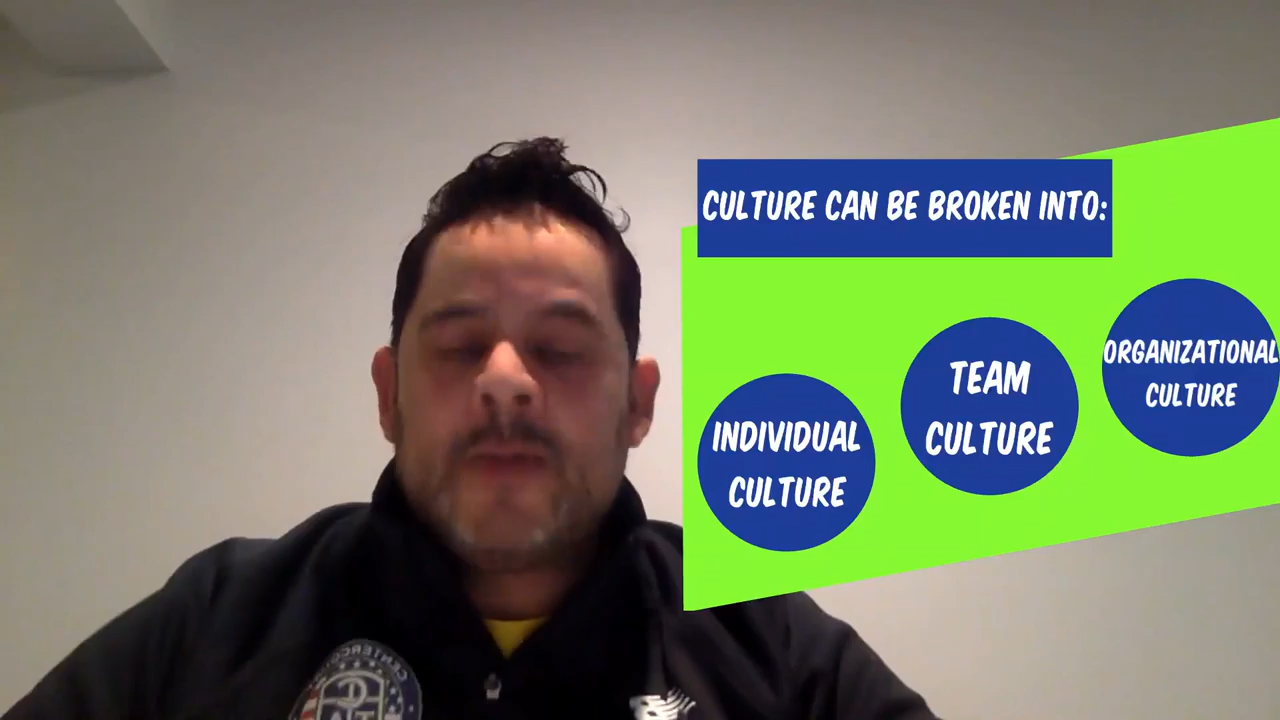 CULTURE CAN BE BROKEN INTO:
INDIVIDUAL
CULTURE
TEAM
CULTURE
ORGANIZATIONAL
CULTURE